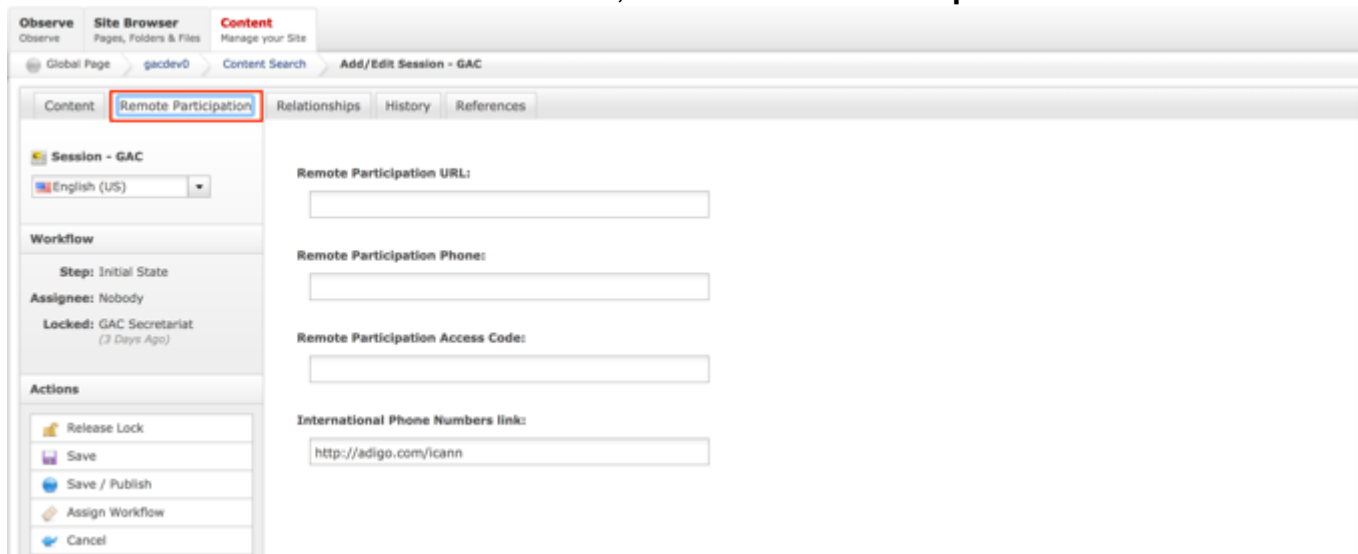 Observe Site Browser Content
Observe Pages, Folders & Files Manage your Site
Global Page gacdev0 Content Search Add/Edit Session - GAC
Content Remote Participation Relationships History References
Session - GAC
English (US)
Workflow
Step: Initial State
Assignee: Nobody
Locked: GAC Secretariat
(3 Days Ago)
Actions
Release Lock
Save
Save / Publish
Assign Workflow
Cancel
Remote Participation URL:
Remote Participation Phone:
Remote Participation Access Code:
International Phone Numbers link:
http://adigo.com/icann